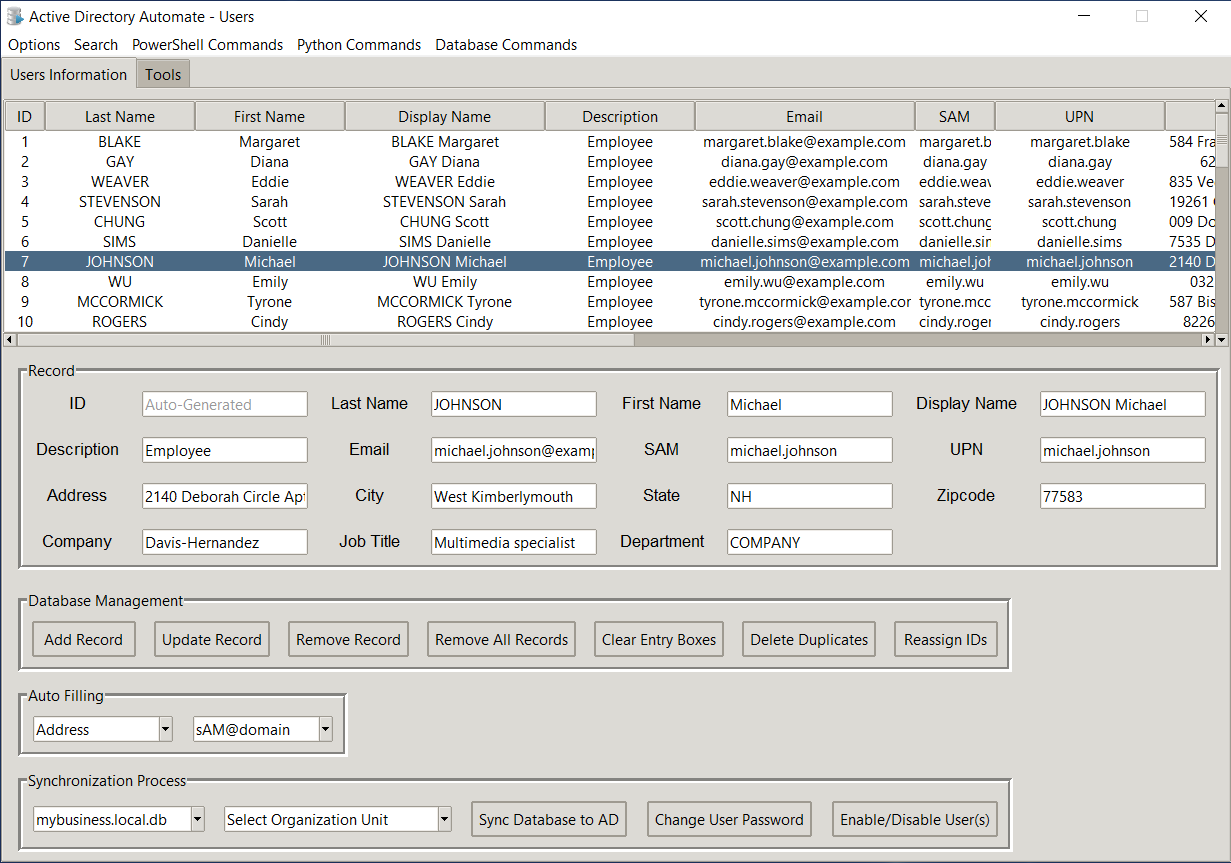 Active Directory Automate - Users
Options Search PowerShell Commands Python Commands Database Commands
Users Information Tools
ID Last Name First Name Display Name Description Email SAM UPN
1 BLAKE Margaret BLAKE Margaret Employee margaret.blake@example.com margaret.b margaret.blake 584 Fra
2 GAY Diana GAY Diana Employee diana.gay@example.com diana.gay diana.gay 62
3 WEAVER Eddie WEAVER Eddie Employee eddie.weaver@example.com eddie.weav eddie.weaver 835 Ve
4 STEVENSON Sarah STEVENSON Sarah Employee sarah.stevenson@example.com sarah.steve sarah.stevenson 19261
5 CHUNG Scott CHUNG Scott Employee scott.chung@example.com scott.chung scott.chung 009 Do
6 SIMS Danielle SIMS Danielle Employee danielle.sims@example.com danielle.sin danielle.sims 7535 D
7 JOHNSON Michael JOHNSON Michael Employee michael.johnson@example.com michael.joh michael.johnson 2140 D
8 WU Emily WU Emily Employee emily.wu@example.com emily.wu emily.wu 032
9 MCCORMICK Tyrone MCCORMICK Tyrone Employee tyrone.mccormick@example.cor tyrone.mcc tyrone.mccormick 587 Bis
10 ROGERS Cindy ROGERS Cindy Employee cindy.rogers@example.com cindy.roger cindy.rogers 8226
Record
ID Auto-Generated Last Name JOHNSON First Name Michael Display Name JOHNSON Michael
Description Employee Email michael.johnson@examp SAM michael.johnson UPN michael.johnson
Address 2140 Deborah Circle Apt City West Kimberlymouth State NH Zipcode 77583
Company Davis-Hernandez Job Title Multimedia specialist Department COMPANY
Database Management
Add Record Update Record Remove Record Remove All Records Clear Entry Boxes Delete Duplicates Reassign IDs
Auto Filling
Address sAM@domain
Synchronization Process
mybusiness.local.db Select Organization Unit Sync Database to AD Change User Password Enable/Disable User(s)